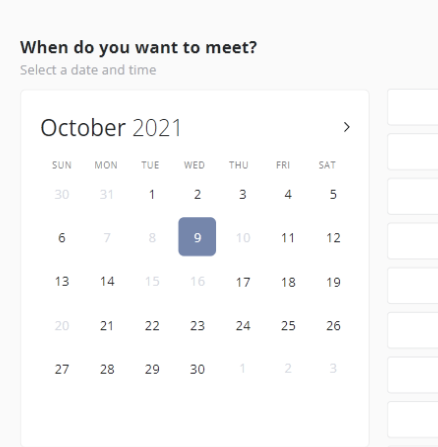 When do you want to meet?
Select a date and time
October 2021
SUN MON TUE WED THU FRI SAT
30 31 1 2 3 4 5
6 7 8 9 10 11 12
13 14 15 16 17 18 19
20 21 22 23 24 25 26
27 28 29 30 1 2 3